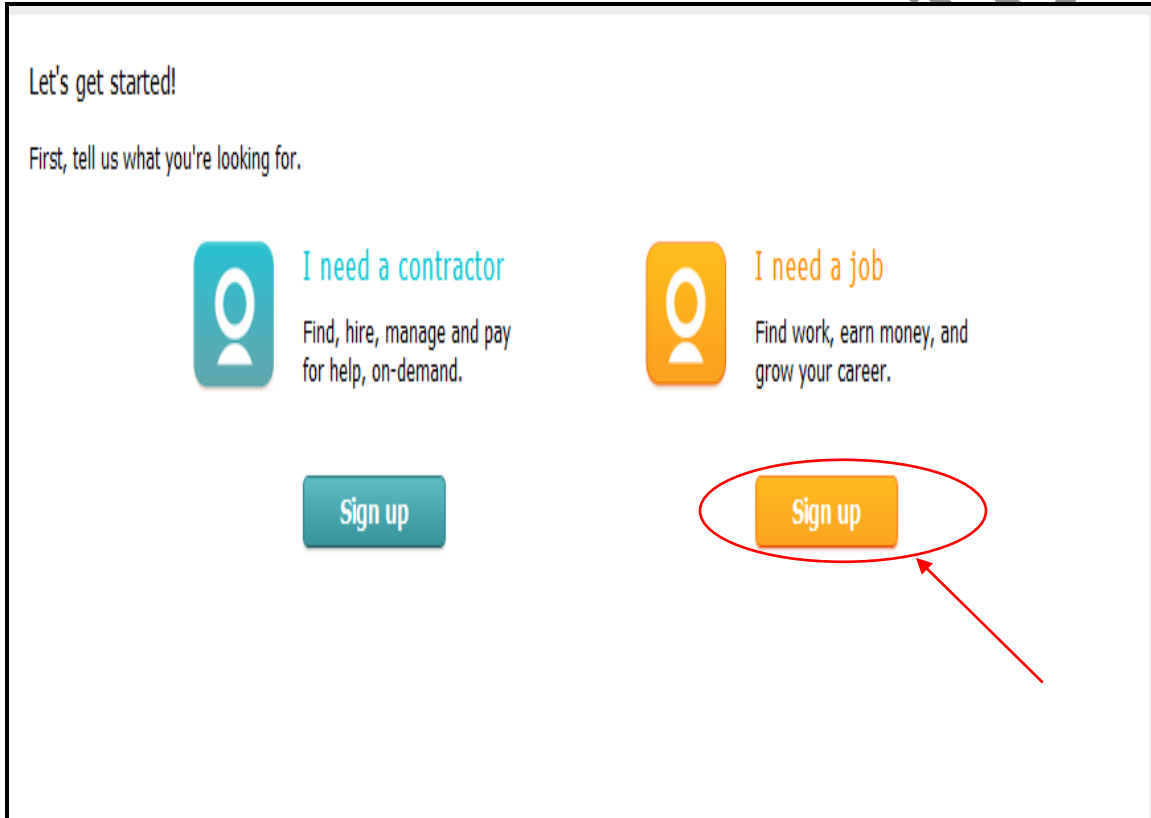 Let's get started!
First, tell us what you're looking for.
I need a contractor
Find, hire, manage and pay
for help, on-demand.
Sign up
I need a job
Find work, earn money, and
grow your career.
Sign up